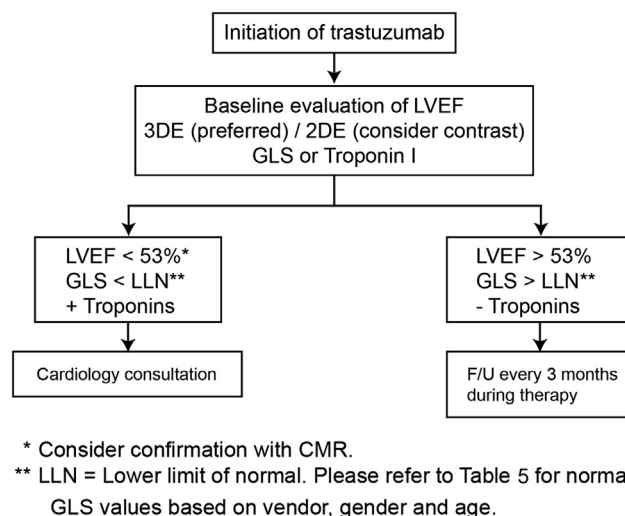 Initiation of trastuzumab
Baseline evaluation of LVEF
3DE (preferred) / 2DE (consider contrast)
GLS or Troponin I
LVEF < 53%*
GLS < LLN**
+ Troponins
LVEF > 53%
GLS > LLN**
- Troponins
Cardiology consultation
F/U every 3 months
during therapy
* Consider confirmation with CMR.
** LLN = Lower limit of normal. Please refer to Table 5 for norma
GLS values based on vendor, gender and age.